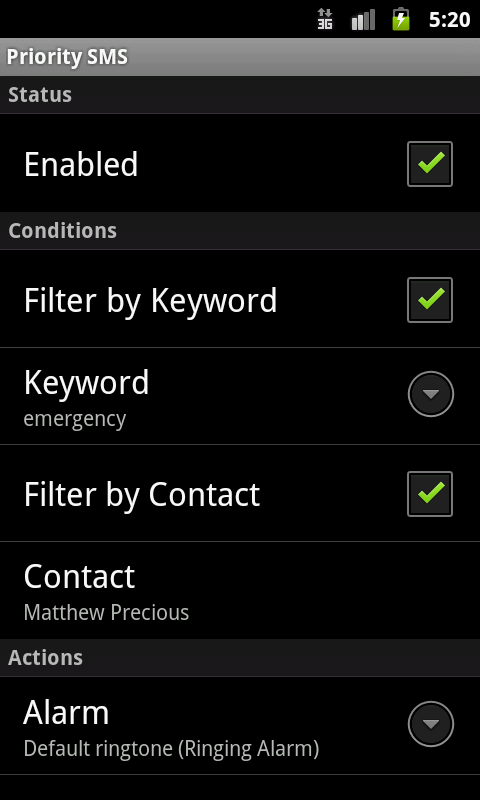 3G 5:20
Priority SMS
Status
Enabled
Conditions
Filter by Keyword
Keyword
emergency
Filter by Contact
Contact
Matthew Precious
Actions
Alarm
Default ringtone (Ringing Alarm)